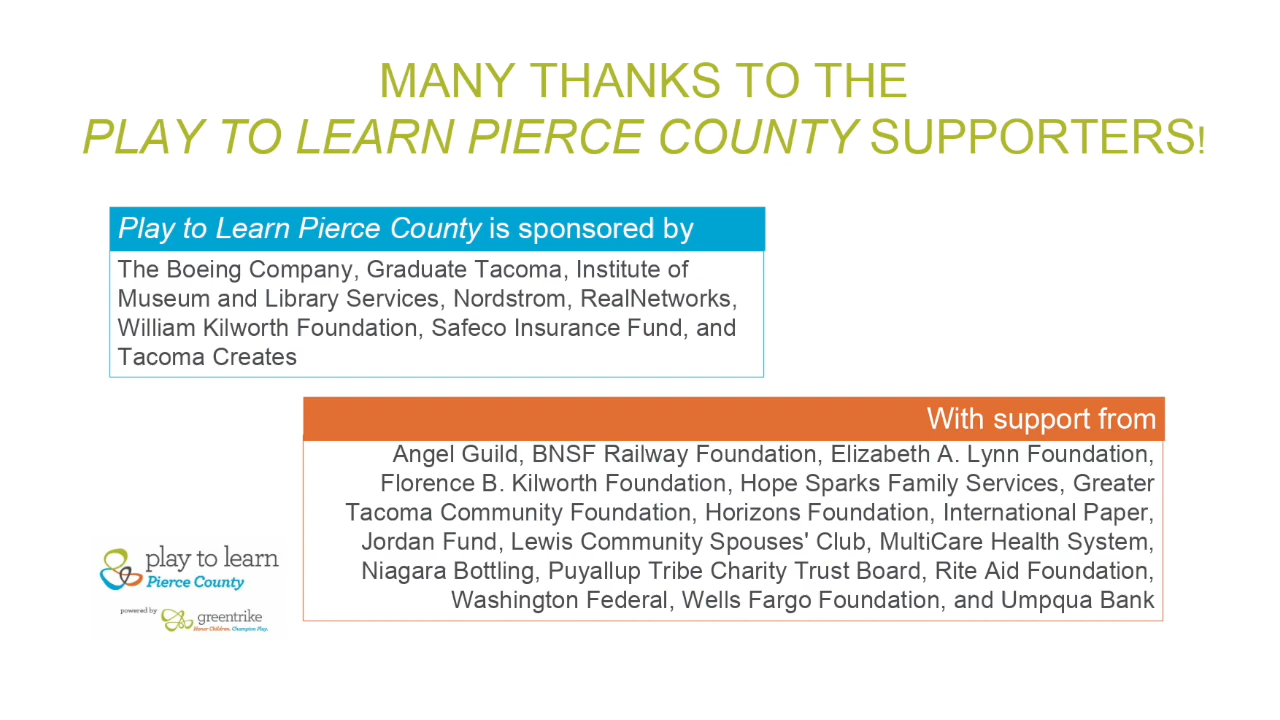 MANY THANKS TO THE
PLAY TO LEARN PIERCE COUNTY SUPPORTERS!
Play to Learn Pierce County is sponsored by
The Boeing Company, Graduate Tacoma, Institute of
Museum and Library Services, Nordstrom, RealNetworks,
William Kilworth Foundation, Safeco Insurance Fund, and
Tacoma Creates
With support from
Angel Guild, BNSF Railway Foundation, Elizabeth A. Lynn Foundation,
Florence B. Kilworth Foundation, Hope Sparks Family Services, Greater
Tacoma Community Foundation, Horizons Foundation, International Paper,
Jordan Fund, Lewis Community Spouses' Club, MultiCare Health System,
Niagara Bottling, Puyallup Tribe Charity Trust Board, Rite Aid Foundation,
Washington Federal, Wells Fargo Foundation, and Umpqua Bank
play to learn
Pierce County
powered by
greentrike
Honor Children. Champion Play.